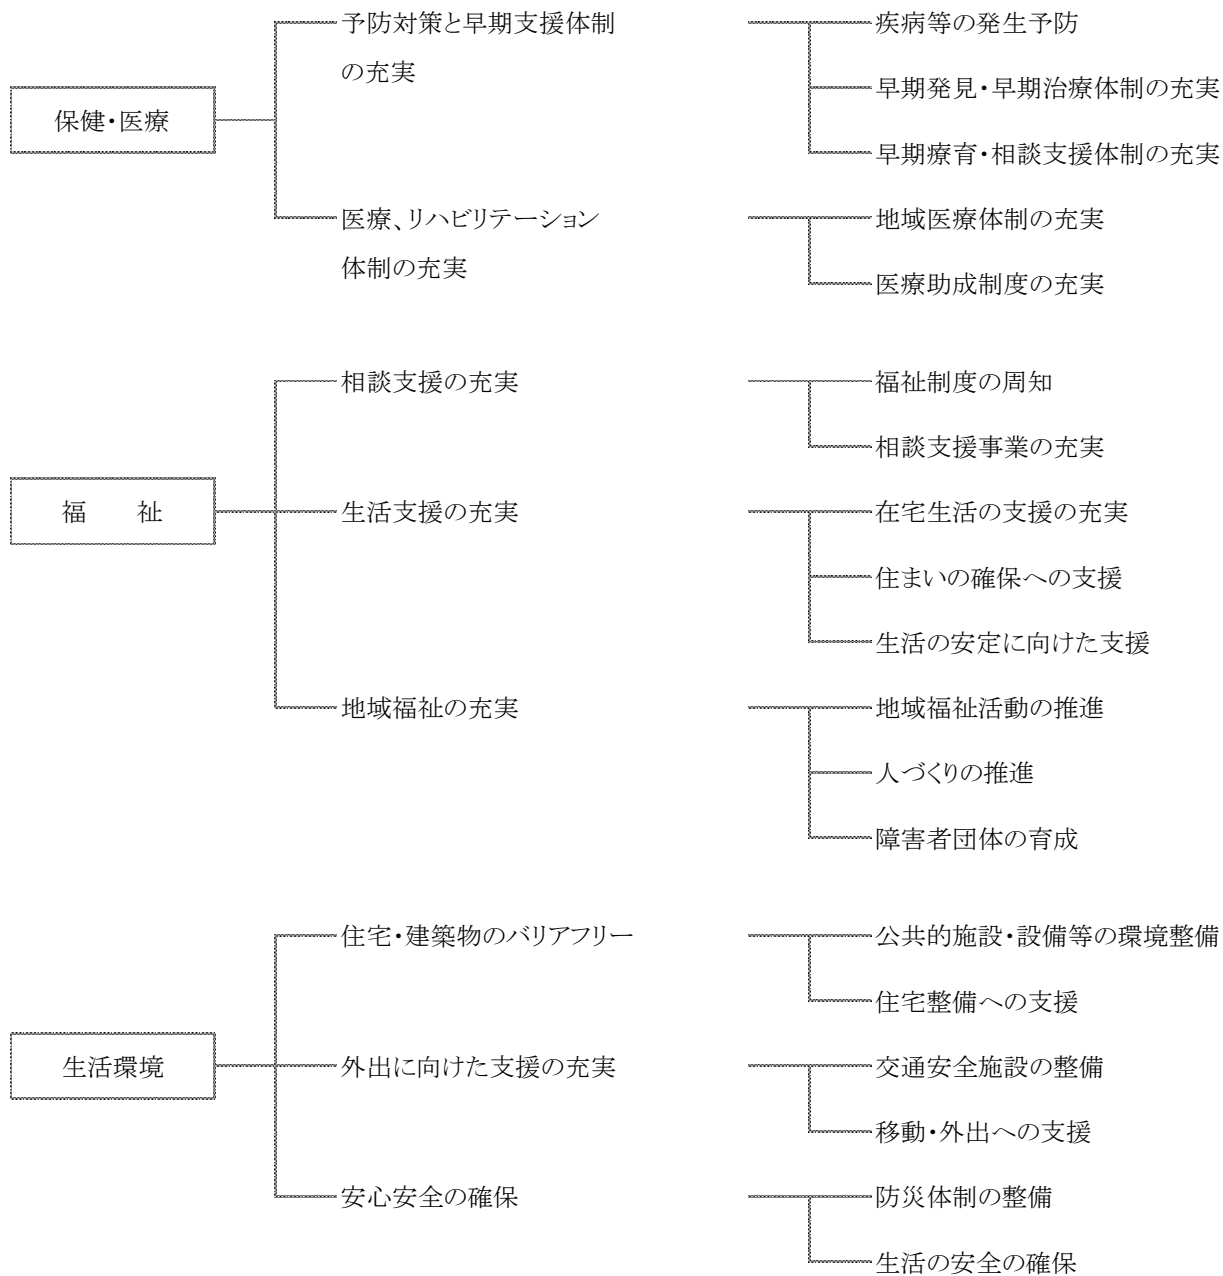 保健・医療
予防対策と早期支援体制
の充実
疾病等の発生予防
早期発見・早期治療体制の充実
早期療育・相談支援体制の充実
医療、リハビリテーション
体制の充実
地域医療体制の充実
医療助成制度の充実
福　　祉
相談支援の充実
福祉制度の周知
相談支援事業の充実
生活支援の充実
在宅生活の支援の充実
住まいの確保への支援
生活の安定に向けた支援
地域福祉の充実
地域福祉活動の推進
人づくりの推進
障害者団体の育成
生活環境
住宅・建築物のバリアフリー
公共的施設・設備等の環境整備
住宅整備への支援
外出に向けた支援の充実
交通安全施設の整備
移動・外出への支援
安心安全の確保
防災体制の整備
生活の安全の確保